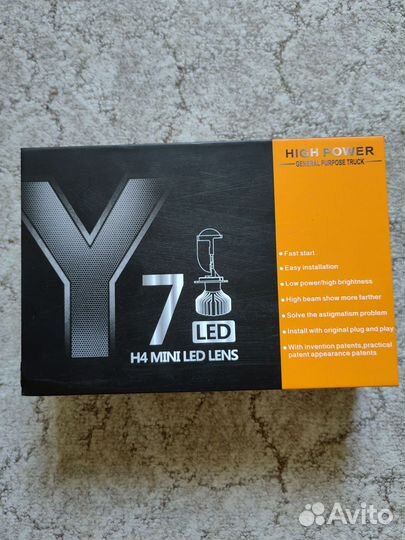 HIGH POWER
GENERAL PURPOSE TRUCK
Y
7
LED
H4 MINI LED LENS
• Fast start
• Easy installation
• Low power/high brightness
• High beam show more farther
• Solve the astigmatism problem
• Install with original plug and play
• With invention patents,practical
patent appearance patents
Avito